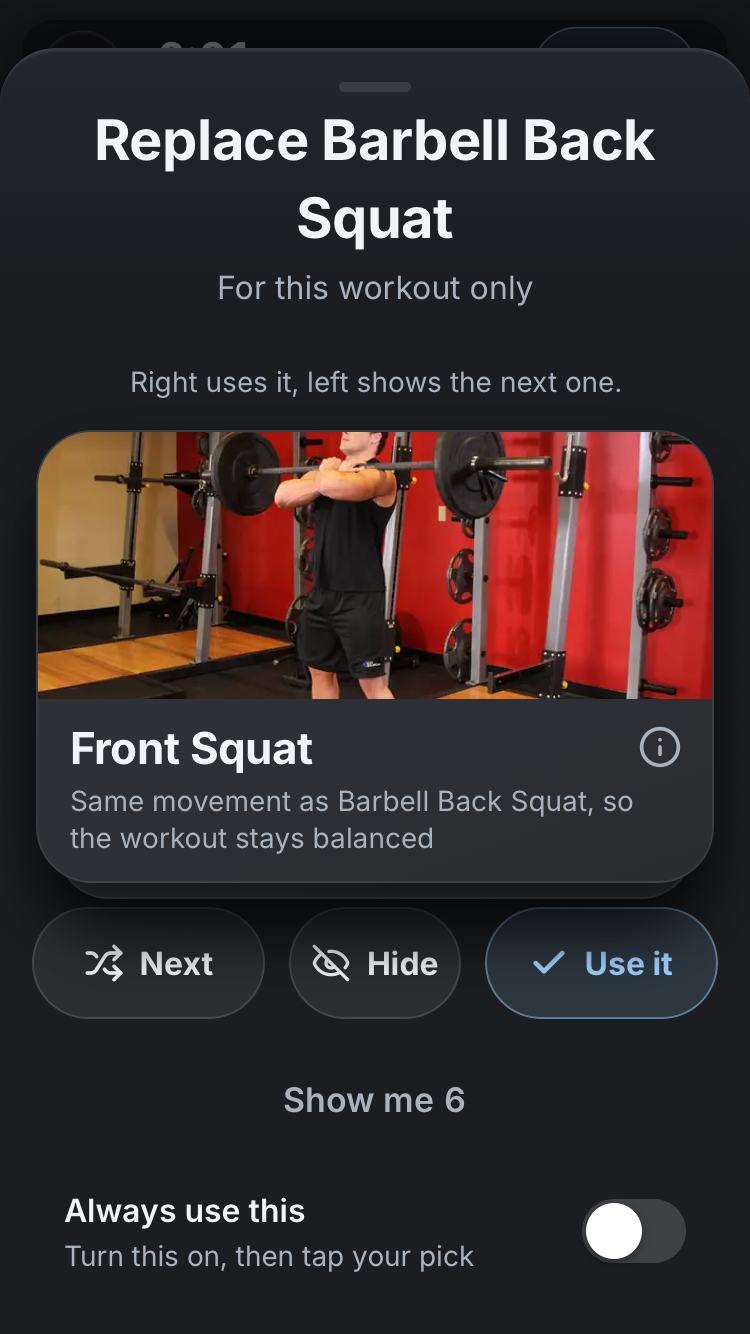 Replace Barbell Back
Squat
For this workout only
Right uses it, left shows the next one.
Front Squat
Same movement as Barbell Back Squat, so
the workout stays balanced
Next
Hide
Use it
Show me 6
Always use this
Turn this on, then tap your pick